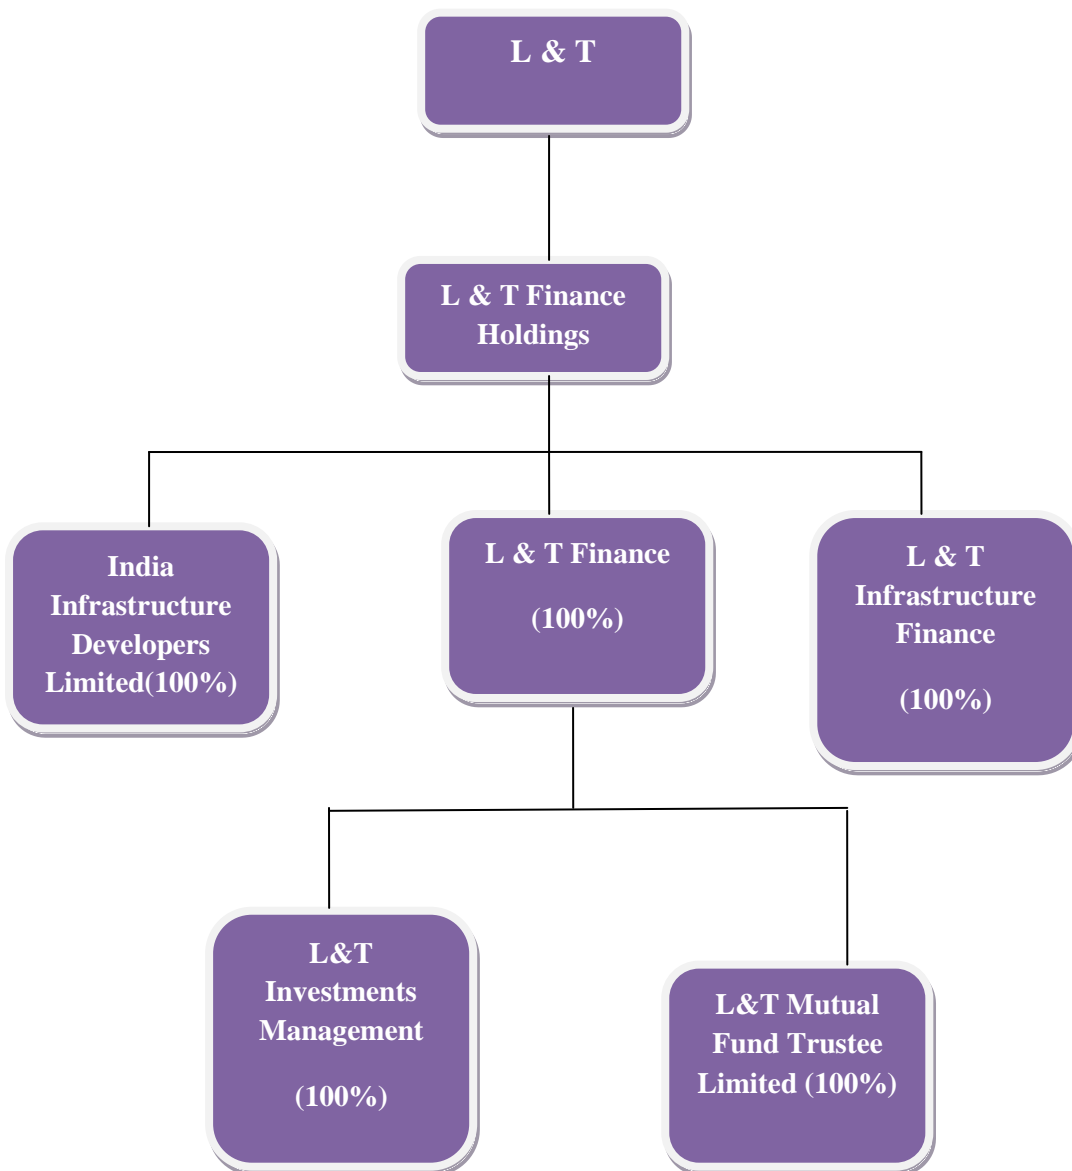 L & T
L & T Finance
Holdings
India
Infrastructure
Developers
Limited(100%)
L & T Finance
(100%)
L & T
Infrastructure
Finance
(100%)
L&T
Investments
Management
(100%)
L&T Mutual
Fund Trustee
Limited (100%)